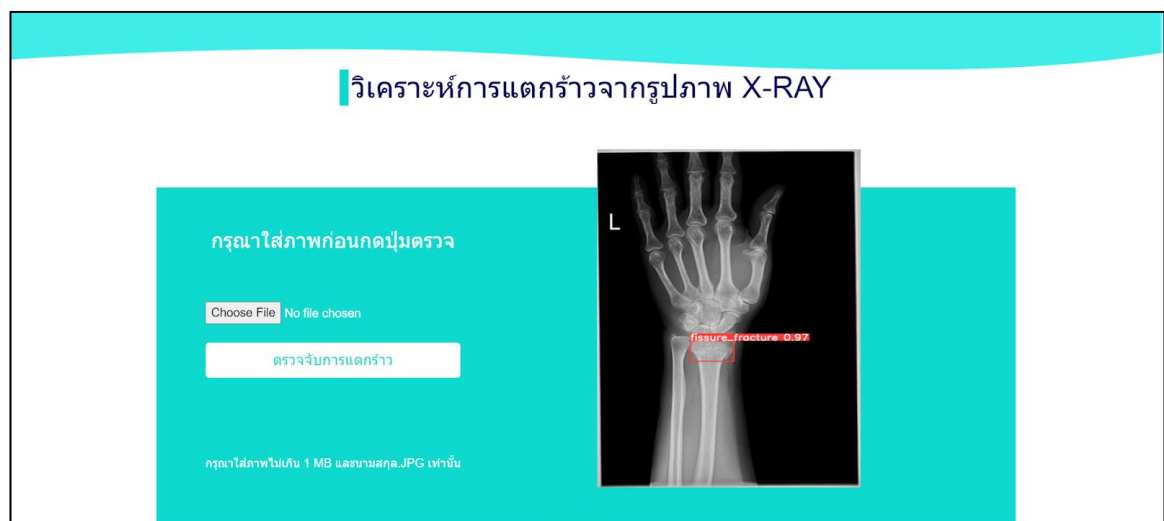 วิเคราะห์การแตกร้าวจากรูปภาพ X-RAY
กรุณาใส่ภาพก่อนกดปุ่มตรวจ
Choose File No file chosen
ตรวจจับการแตกร้าว
กรุณาใส่ภาพไม่เกิน 1 MB และนามสกุล.JPG เท่านั้น
L
fissure_fracture 0.97